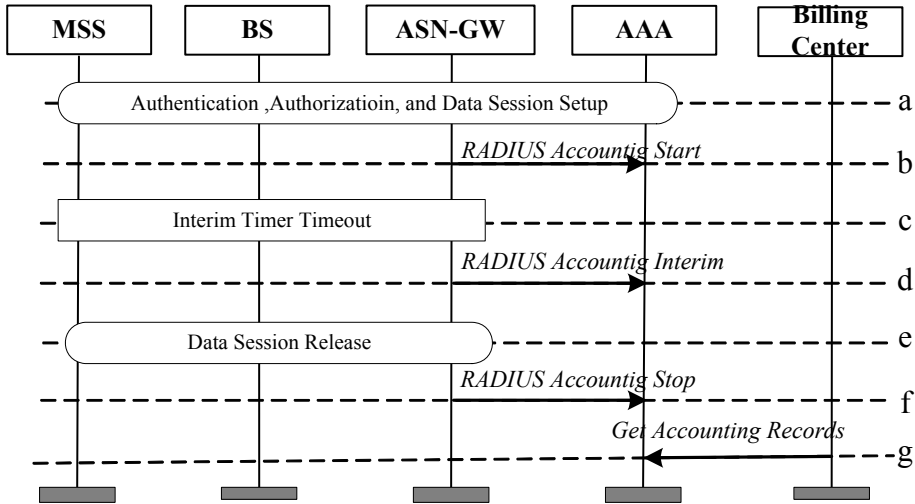 MSS
BS
ASN-GW
AAA
Billing
Center
Authentication ,Authorizatioin, and Data Session Setup
a
RADIUS Accountig Start
b
Interim Timer Timeout
c
RADIUS Accountig Interim
d
Data Session Release
e
RADIUS Accountig Stop
f
Get Accounting Records
g